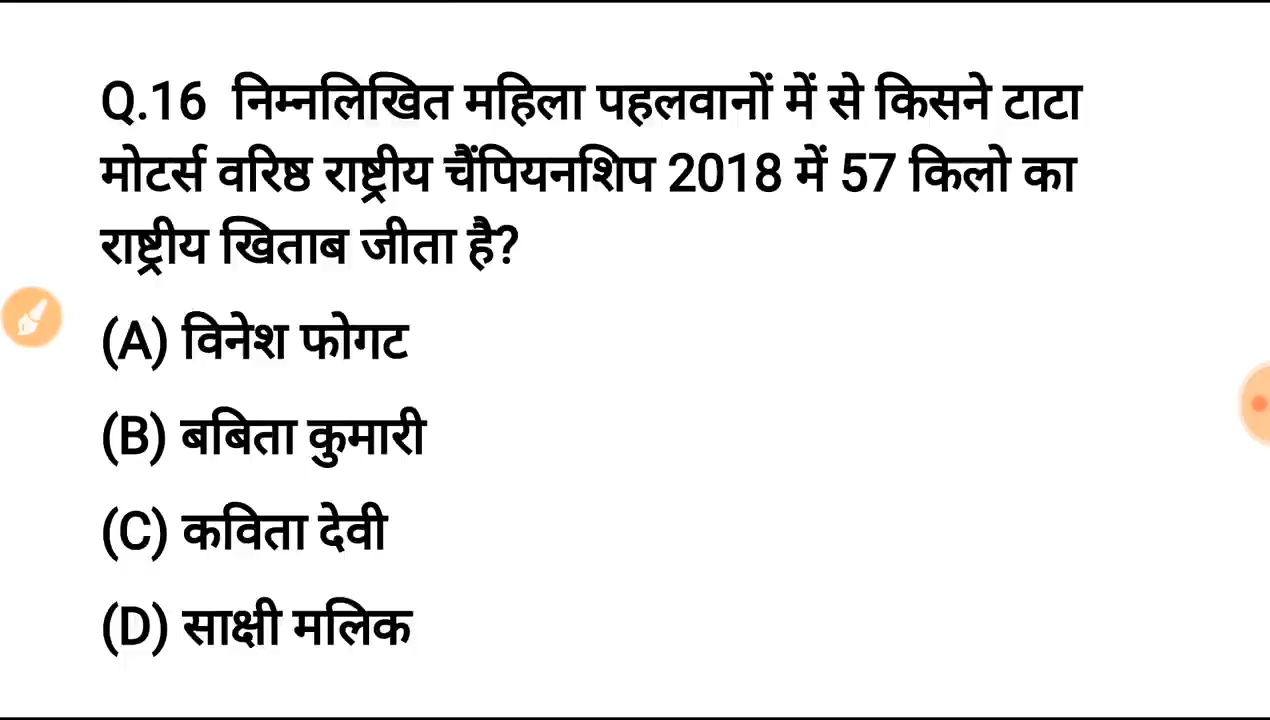 Q.16 निम्नलिखित महिला पहलवानों में से किसने टाटा
मोटर्स वरिष्ठ राष्ट्रीय चैंपियनशिप 2018 में 57 किलो का
राष्ट्रीय खिताब जीता है?
(A) विनेश फोगट
(B) बबिता कुमारी
(C) कविता देवी
(D) साक्षी मलिक